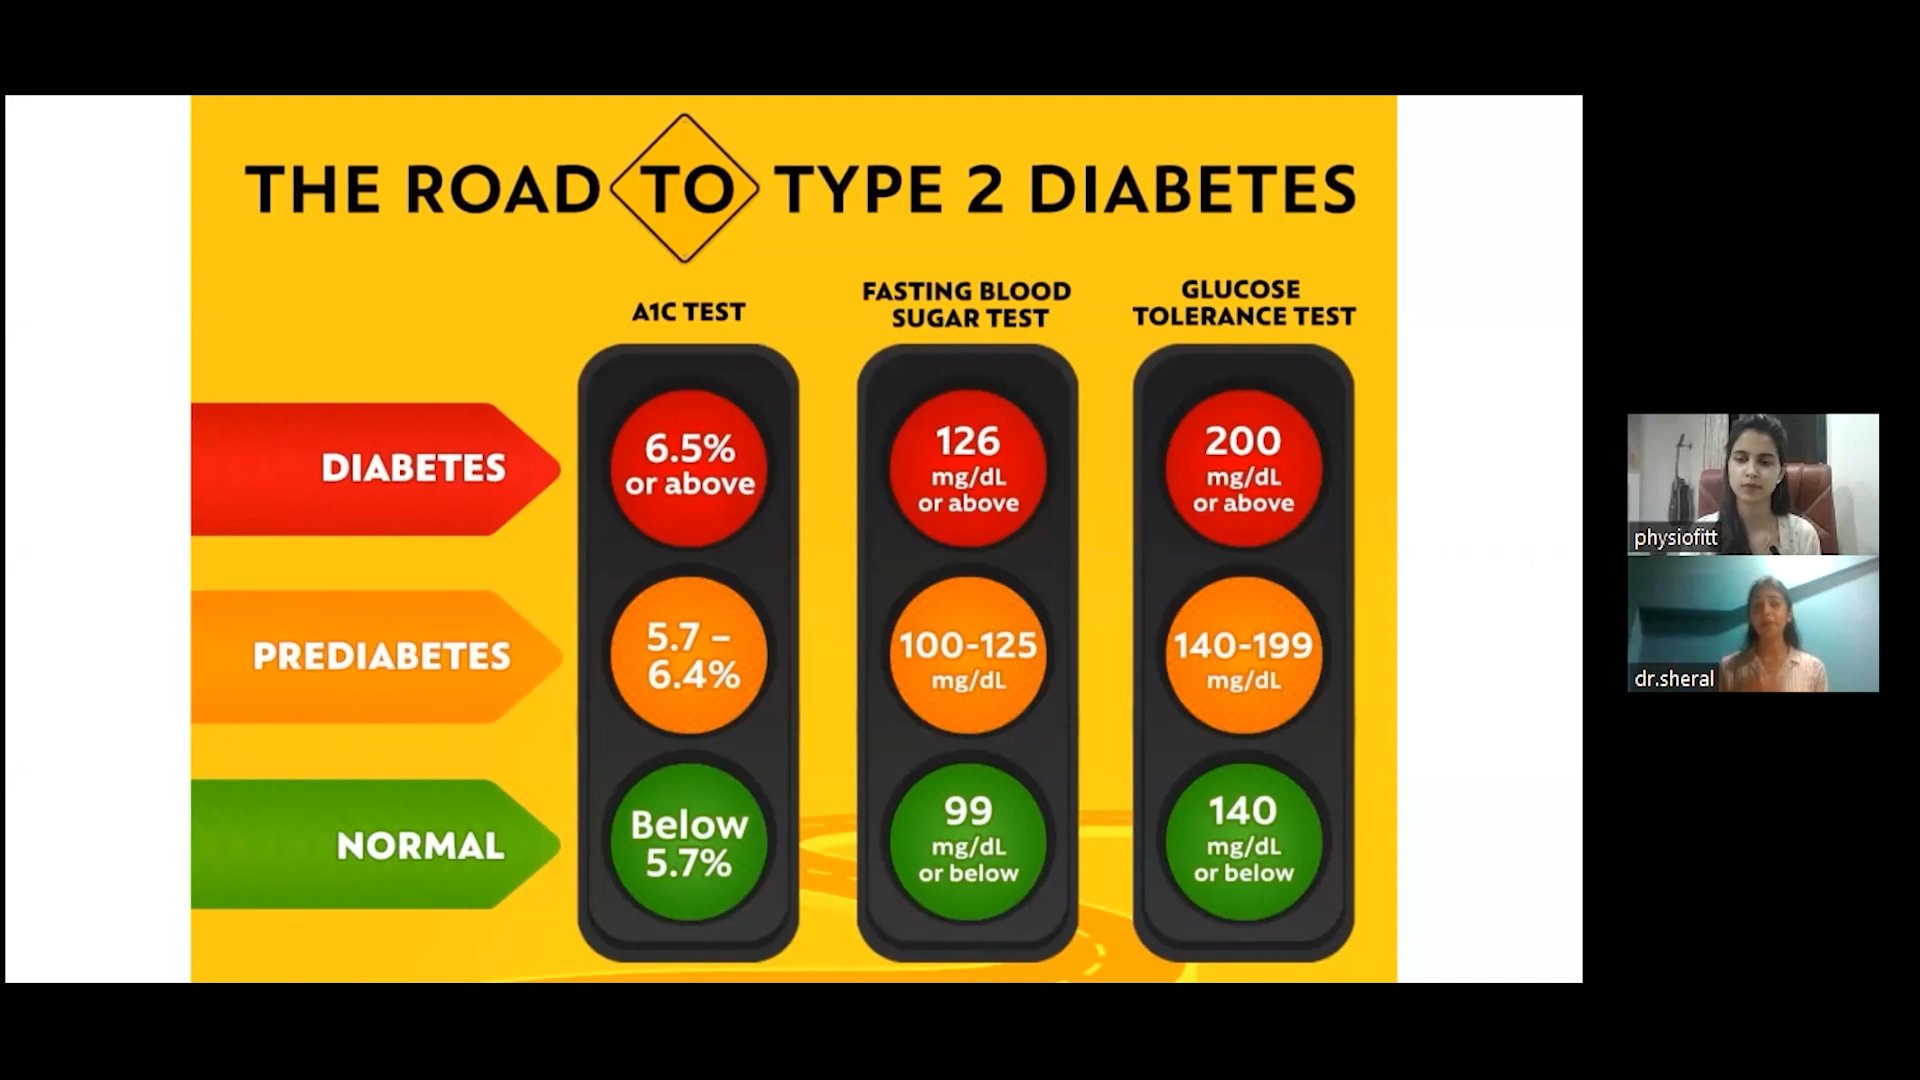 THE ROAD TO TYPE 2 DIABETES
A1C TEST
FASTING BLOOD
SUGAR TEST
GLUCOSE
TOLERANCE TEST
DIABETES
6.5%
or above
126
mg/dL
or above
200
mg/dL
or above
PREDIABETES
5.7 –
6.4%
100-125
mg/dL
140-199
mg/dL
NORMAL
Below
5.7%
99
mg/dL
or below
140
mg/dL
or below
physiofitt
dr.sheral